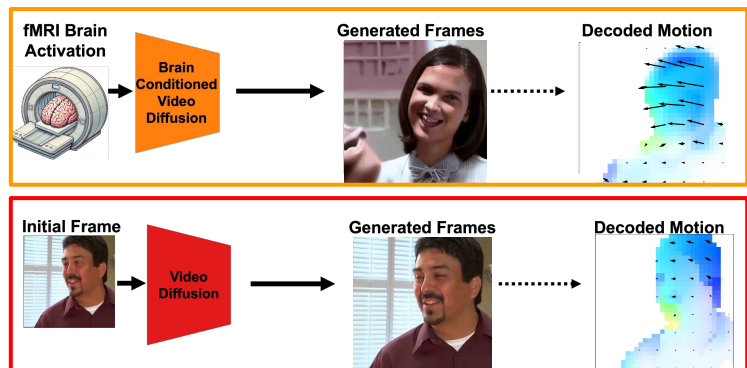 fMRI Brain
Activation
Brain
Conditioned
Video
Diffusion
Generated Frames
Decoded Motion
Initial Frame
Video
Diffusion
Generated Frames
Decoded Motion